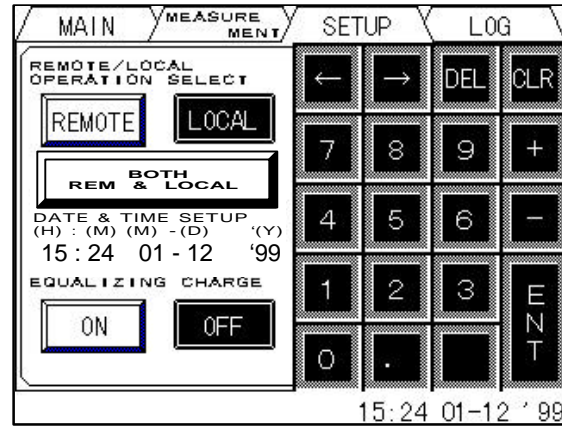 MAIN MEASURE MENT SETUP LOG
REMOTE/LOCAL
OPERATION SELECT
REMOTE LOCAL
BOTH
REM & LOCAL
DATE & TIME SETUP
(H) : (M) (M) - (D) '(Y)
15 : 24 01 - 12 ‘99
EQUALIZING CHARGE
ON OFF
← → DEL CLR
7 8 9 +
4 5 6 −
1 2 3 ENT
0 .
15:24 01-12 ' 99